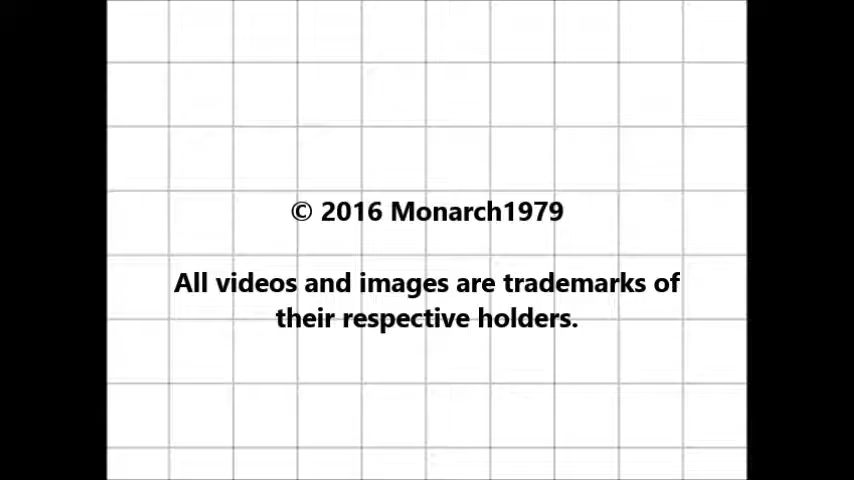 © 2016 Monarch1979
All videos and images are trademarks of
their respective holders.